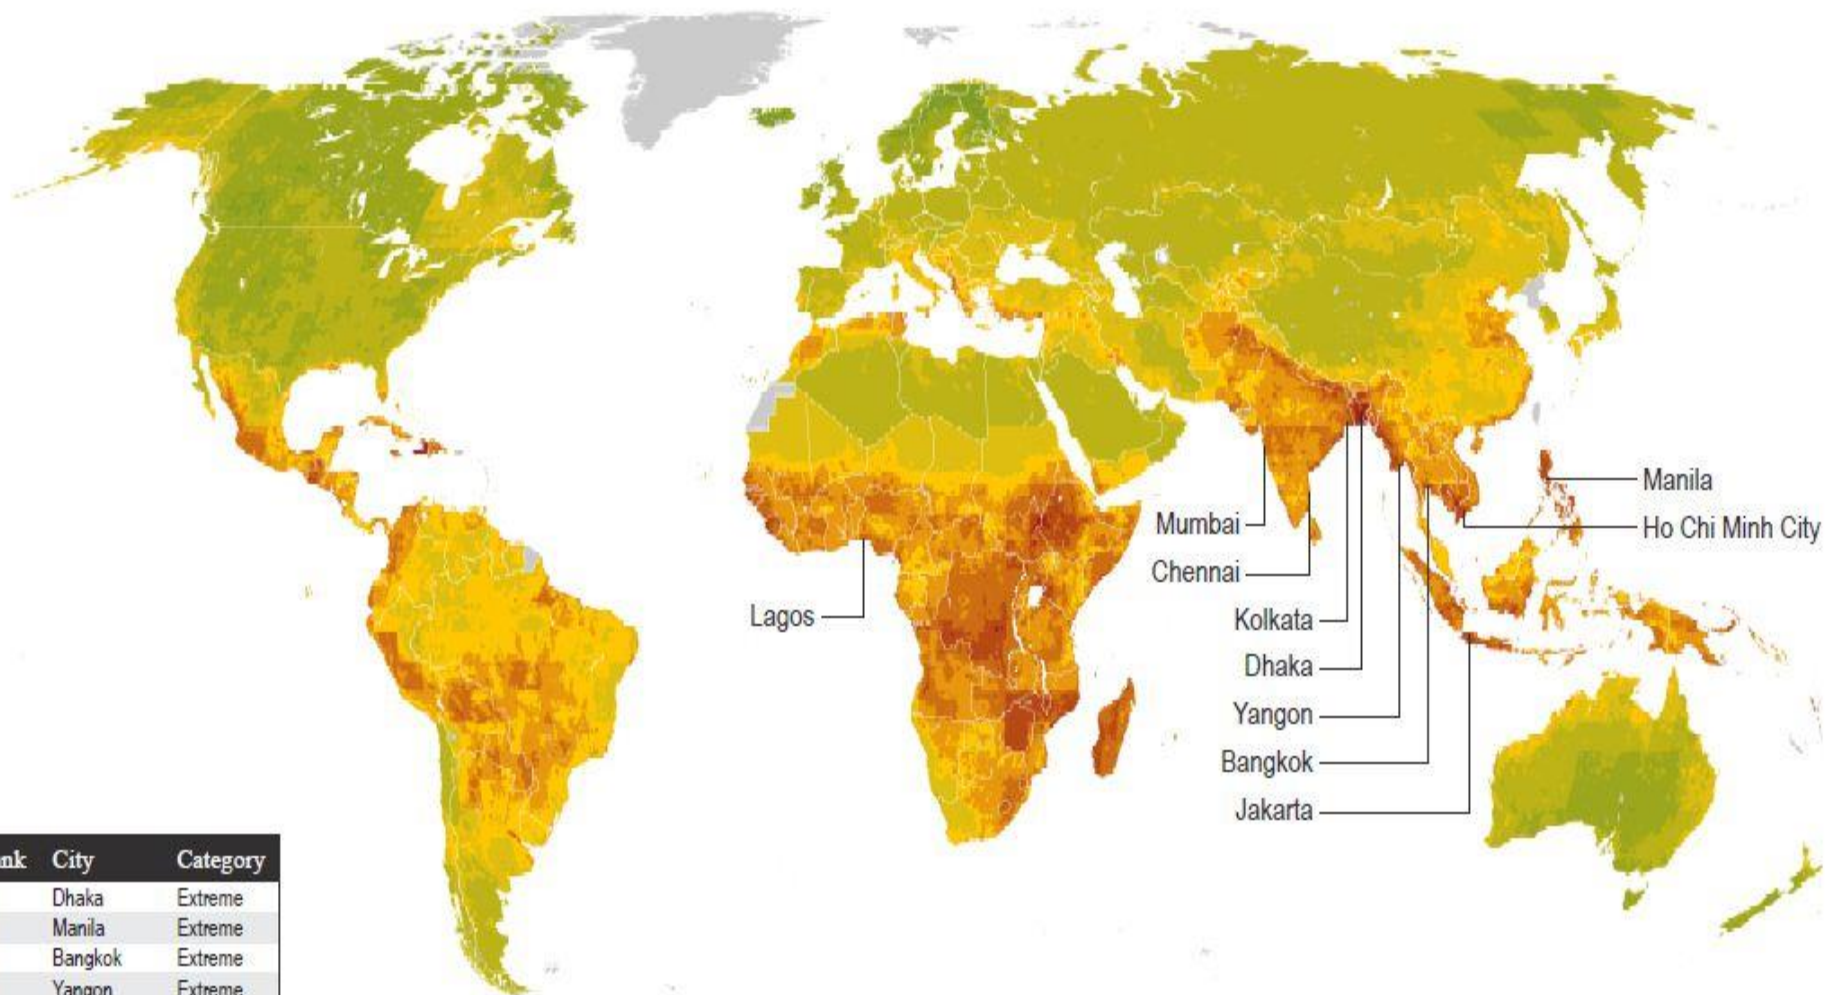 Manila
Ho Chi Minh City
Mumbai
Chennai
Lagos
Kolkata
Dhaka
Yangon
Bangkok
Jakarta
nk City Category
Dhaka Extreme
Manila Extreme
Bangkok Extreme
Yangon Extreme